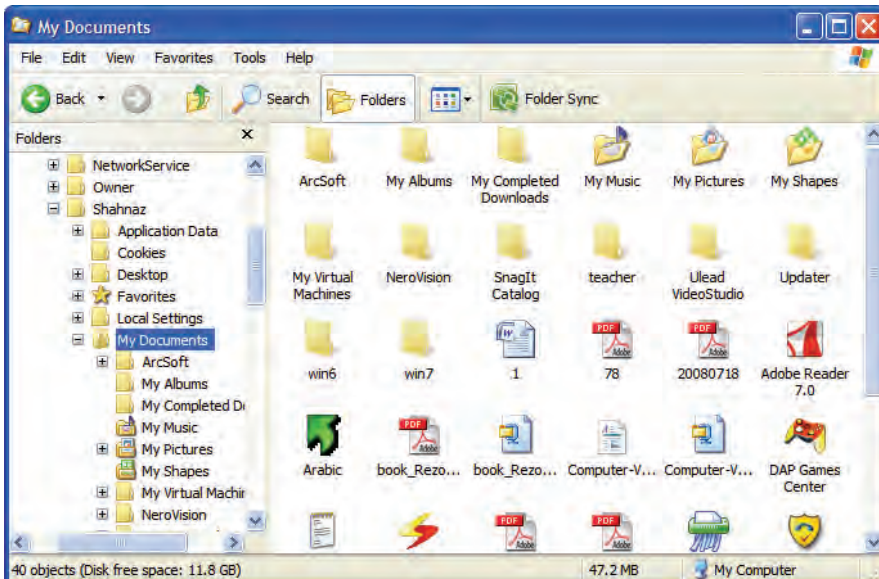 My Documents
File Edit View Favorites Tools Help
Back Search Folders Folder Sync
Folders
NetworkService
Owner
Shahnaz
Application Data
Cookies
Desktop
Favorites
Local Settings
My Documents
ArcSoft
My Albums
My Completed D
My Music
My Pictures
My Shapes
My Virtual Machir
NeroVision
ArcSoft My Albums My Completed My Music My Pictures My Shapes
Downloads
My Virtual NeroVision SnagIt teacher Ulead Updater
Machines Catalog VideoStudio
PDF PDF
Adobe Adobe
win6 win7 1 78 20080718 Adobe Reader
7.0
PDF
Adobe
Arabic book_Rezo... book_Rezo... Computer-V... Computer-V... DAP Games
Center
PDF PDF
Adobe Adobe
40 objects (Disk free space: 11.8 GB) 47.2 MB My Computer